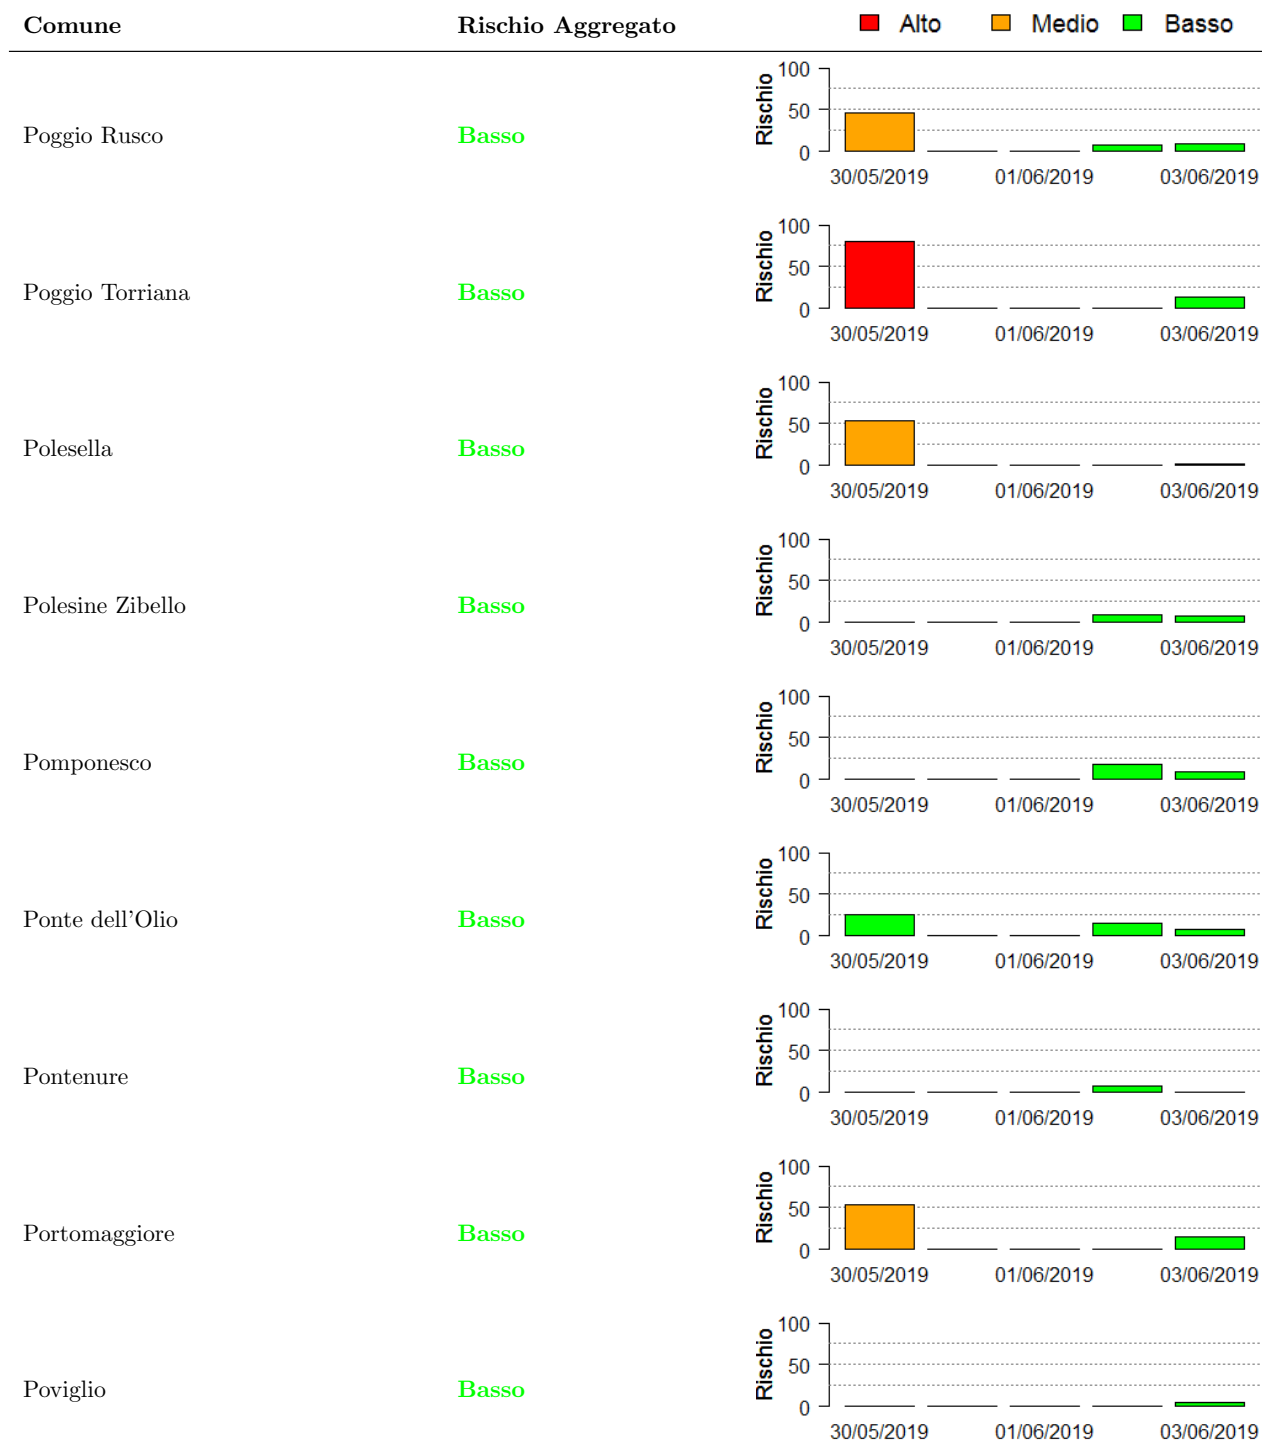 Comune Rischio Aggregato Alto Medio Basso
100
50
0
Rischio
Poggio Rusco Basso
30/05/2019 01/06/2019 03/06/2019
100
50
0
Rischio
Poggio Torriana Basso
30/05/2019 01/06/2019 03/06/2019
100
50
0
Rischio
Polesella Basso
30/05/2019 01/06/2019 03/06/2019
100
50
0
Rischio
Polesine Zibello Basso
30/05/2019 01/06/2019 03/06/2019
100
50
0
Rischio
Pomponesco Basso
30/05/2019 01/06/2019 03/06/2019
100
50
0
Rischio
Ponte dell'Olio Basso
30/05/2019 01/06/2019 03/06/2019
100
50
0
Rischio
Pontenure Basso
30/05/2019 01/06/2019 03/06/2019
100
50
0
Rischio
Portomaggiore Basso
30/05/2019 01/06/2019 03/06/2019
100
50
0
Rischio
Poviglio Basso
30/05/2019 01/06/2019 03/06/2019